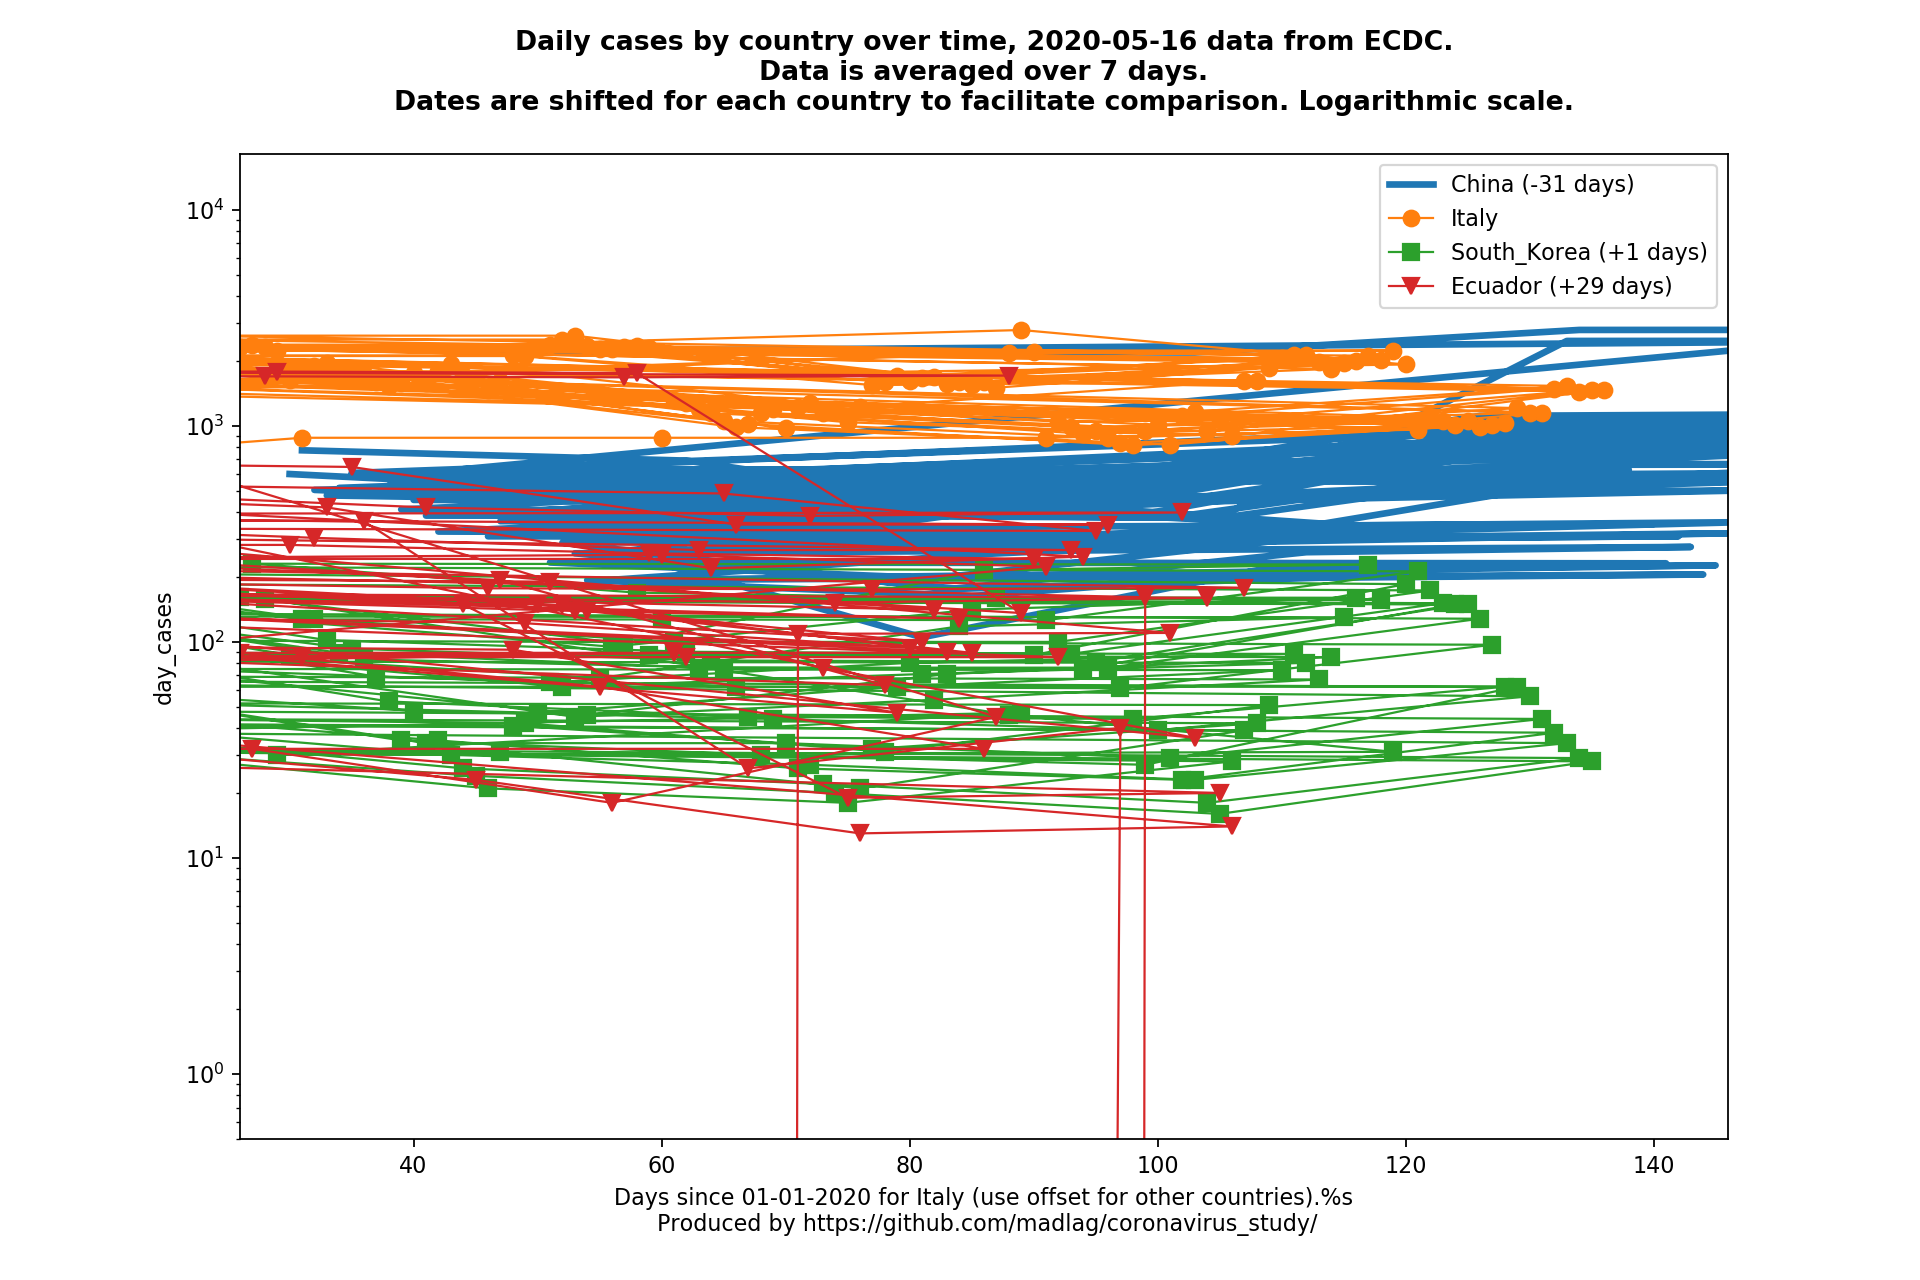 Daily cases by country over time, 2020-05-16 data from ECDC.
Data is averaged over 7 days.
Dates are shifted for each country to facilitate comparison. Logarithmic scale.
China (-31 days)
Italy
South_Korea (+1 days)
Ecuador (+29 days)
day_cases
10⁴
10³
10²
10¹
10⁰
40 60 80 100 120 140
Days since 01-01-2020 for Italy (use offset for other countries).%s
Produced by https://github.com/madlag/coronavirus_study/